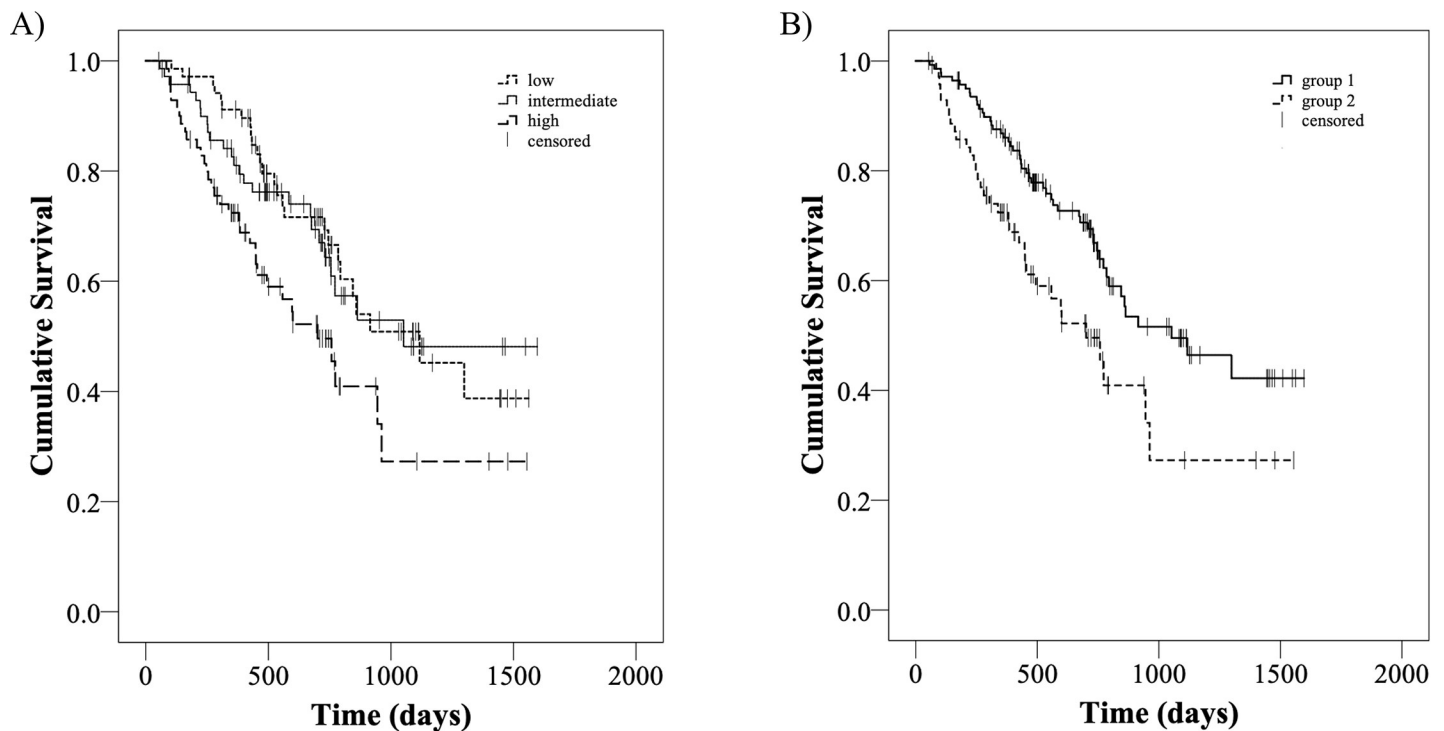 A)
1.0
0.8
0.6
0.4
0.2
0.0
Cumulative Survival
low
intermediate
high
censored
0 500 1000 1500 2000
Time (days)
B)
1.0
0.8
0.6
0.4
0.2
0.0
Cumulative Survival
group 1
group 2
censored
0 500 1000 1500 2000
Time (days)